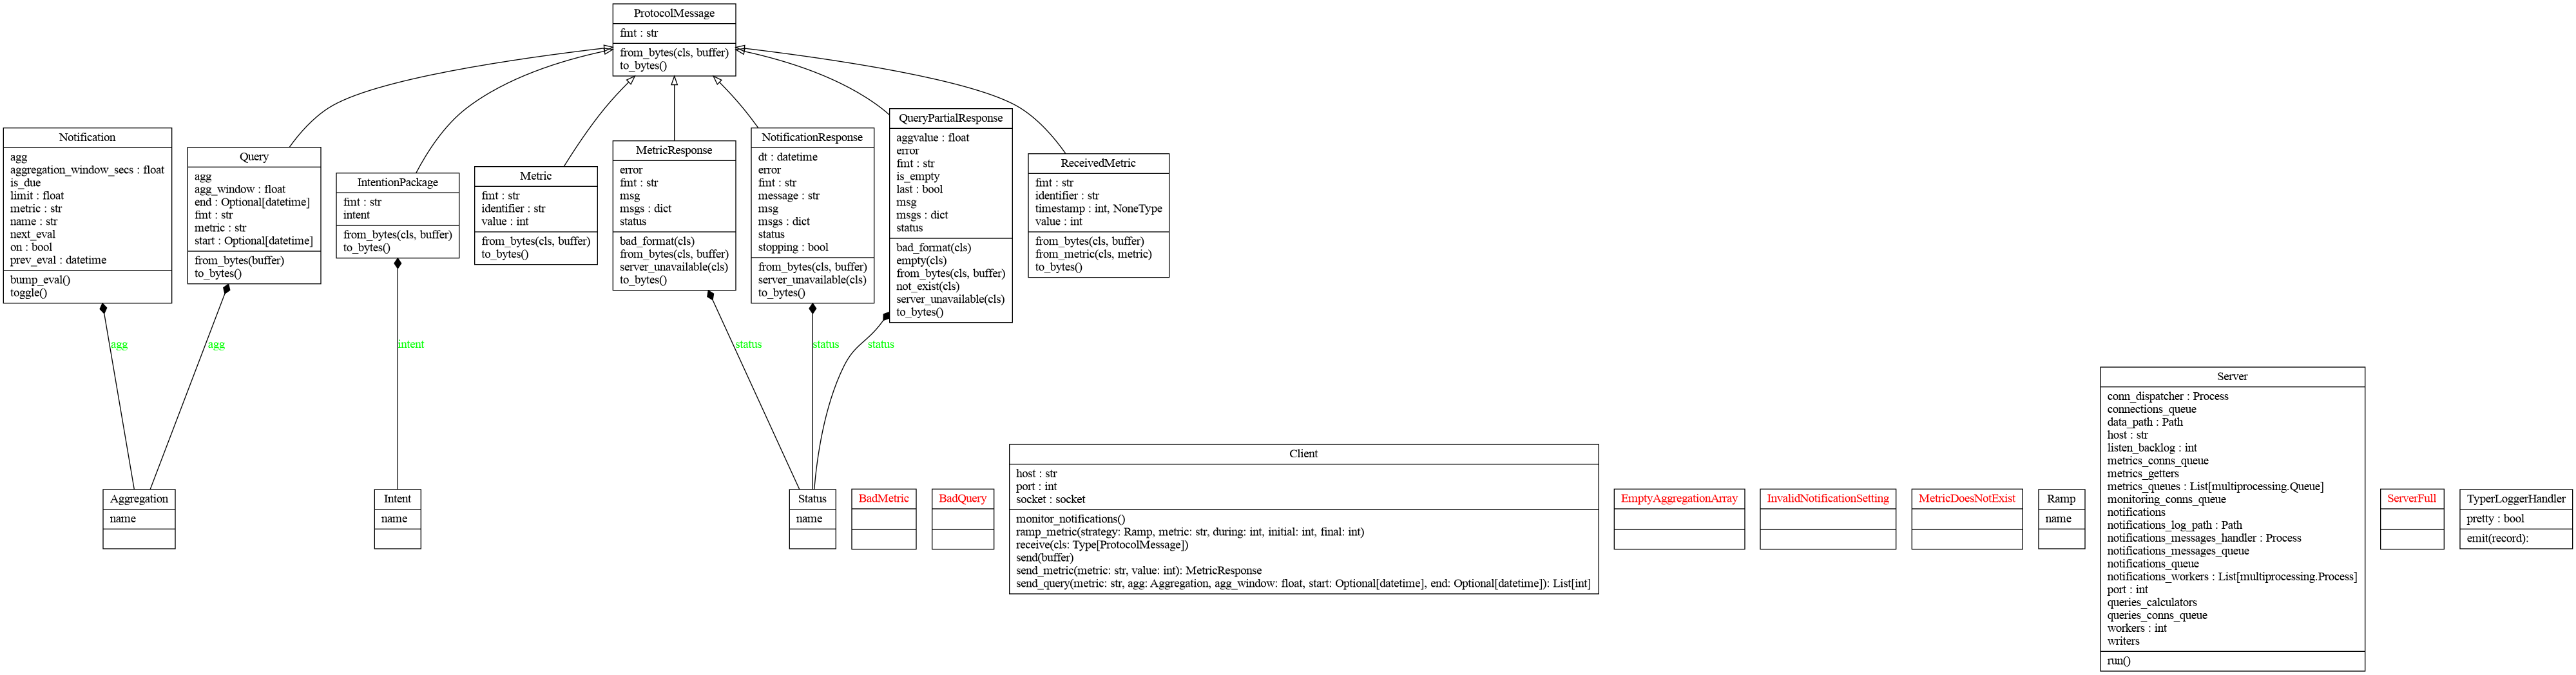 ProtocolMessage
fmt : str
from_bytes(cls, buffer)
to_bytes()
Notification
agg
aggregation_window_secs : float
is_due
limit : float
metric : str
name : str
next_eval
on : bool
prev_eval : datetime
bump_eval()
toggle()
Query
agg
agg_window : float
end : Optional[datetime]
fmt : str
metric : str
start : Optional[datetime]
from_bytes(buffer)
to_bytes()
IntentionPackage
fmt : str
intent
from_bytes(cls, buffer)
to_bytes()
Metric
fmt : str
identifier : str
value : int
from_bytes(cls, buffer)
to_bytes()
MetricResponse
error
fmt : str
msg
msgs : dict
status
bad_format(cls)
from_bytes(cls, buffer)
server_unavailable(cls)
to_bytes()
NotificationResponse
dt : datetime
error
fmt : str
message : str
msg
msgs : dict
status
stopping : bool
from_bytes(cls, buffer)
server_unavailable(cls)
to_bytes()
QueryPartialResponse
aggvalue : float
error
fmt : str
is_empty
last : bool
msg
msgs : dict
status
bad_format(cls)
empty(cls)
from_bytes(cls, buffer)
not_exist(cls)
server_unavailable(cls)
to_bytes()
ReceivedMetric
fmt : str
identifier : str
timestamp : int, NoneType
value : int
from_bytes(cls, buffer)
from_metric(cls, metric)
to_bytes()
agg
agg
intent
status
status
status
Aggregation
name
Intent
name
Status
name
BadMetric
BadQuery
Client
host : str
port : int
socket : socket
monitor_notifications()
ramp_metric(strategy: Ramp, metric: str, during: int, initial: int, final: int)
receive(cls: Type[ProtocolMessage])
send(buffer)
send_metric(metric: str, value: int): MetricResponse
send_query(metric: str, agg: Aggregation, agg_window: float, start: Optional[datetime], end: Optional[datetime]): List[int]
EmptyAggregationArray
InvalidNotificationSetting
MetricDoesNotExist
Ramp
name
Server
conn_dispatcher : Process
connections_queue
data_path : Path
host : str
listen_backlog : int
metrics_conns_queue
metrics_getters
metrics_queues : List[multiprocessing.Queue]
monitoring_conns_queue
notifications
notifications_log_path : Path
notifications_messages_handler : Process
notifications_messages_queue
notifications_queue
notifications_workers : List[multiprocessing.Process]
port : int
queries_calculators
queries_conns_queue
workers : int
writers
run()
ServerFull
TyperLoggerHandler
pretty : bool
emit(record):